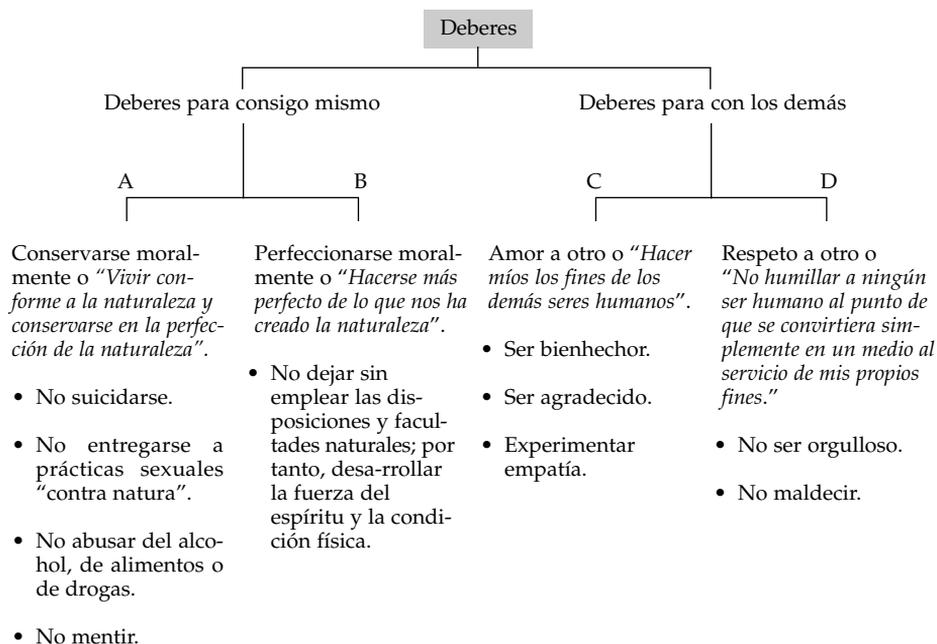 Deberes
Deberes para consigo mismo
Deberes para con los demás
A
B
C
D
Conservarse moral-
mente o “Vivir con-
forme a la naturaleza y
conservarse en la perfec-
ción de la naturaleza”.
• No suicidarse.
• No entregarse a
prácticas sexuales
“contra natura”.
• No abusar del alco-
hol, de alimentos o
de drogas.
• No mentir.
Perfeccionarse moral-
mente o “Hacerse más
perfecto de lo que nos ha
creado la naturaleza”.
• No dejar sin
emplear las dis-
posiciones y facul-
tades naturales; por
tanto, desa-rrollar
la fuerza del
espíritu y la condi-
ción física.
Amor a otro o “Hacer
míos los fines de los
demás seres humanos”.
• Ser bienhechor.
• Ser agradecido.
• Experimentar
empatía.
Respeto a otro o
“No humillar a ningún
ser humano al punto de
que se convirtiera sim-
plemente en un medio al
servicio de mis propios
fines.”
• No ser orgulloso.
• No maldecir.